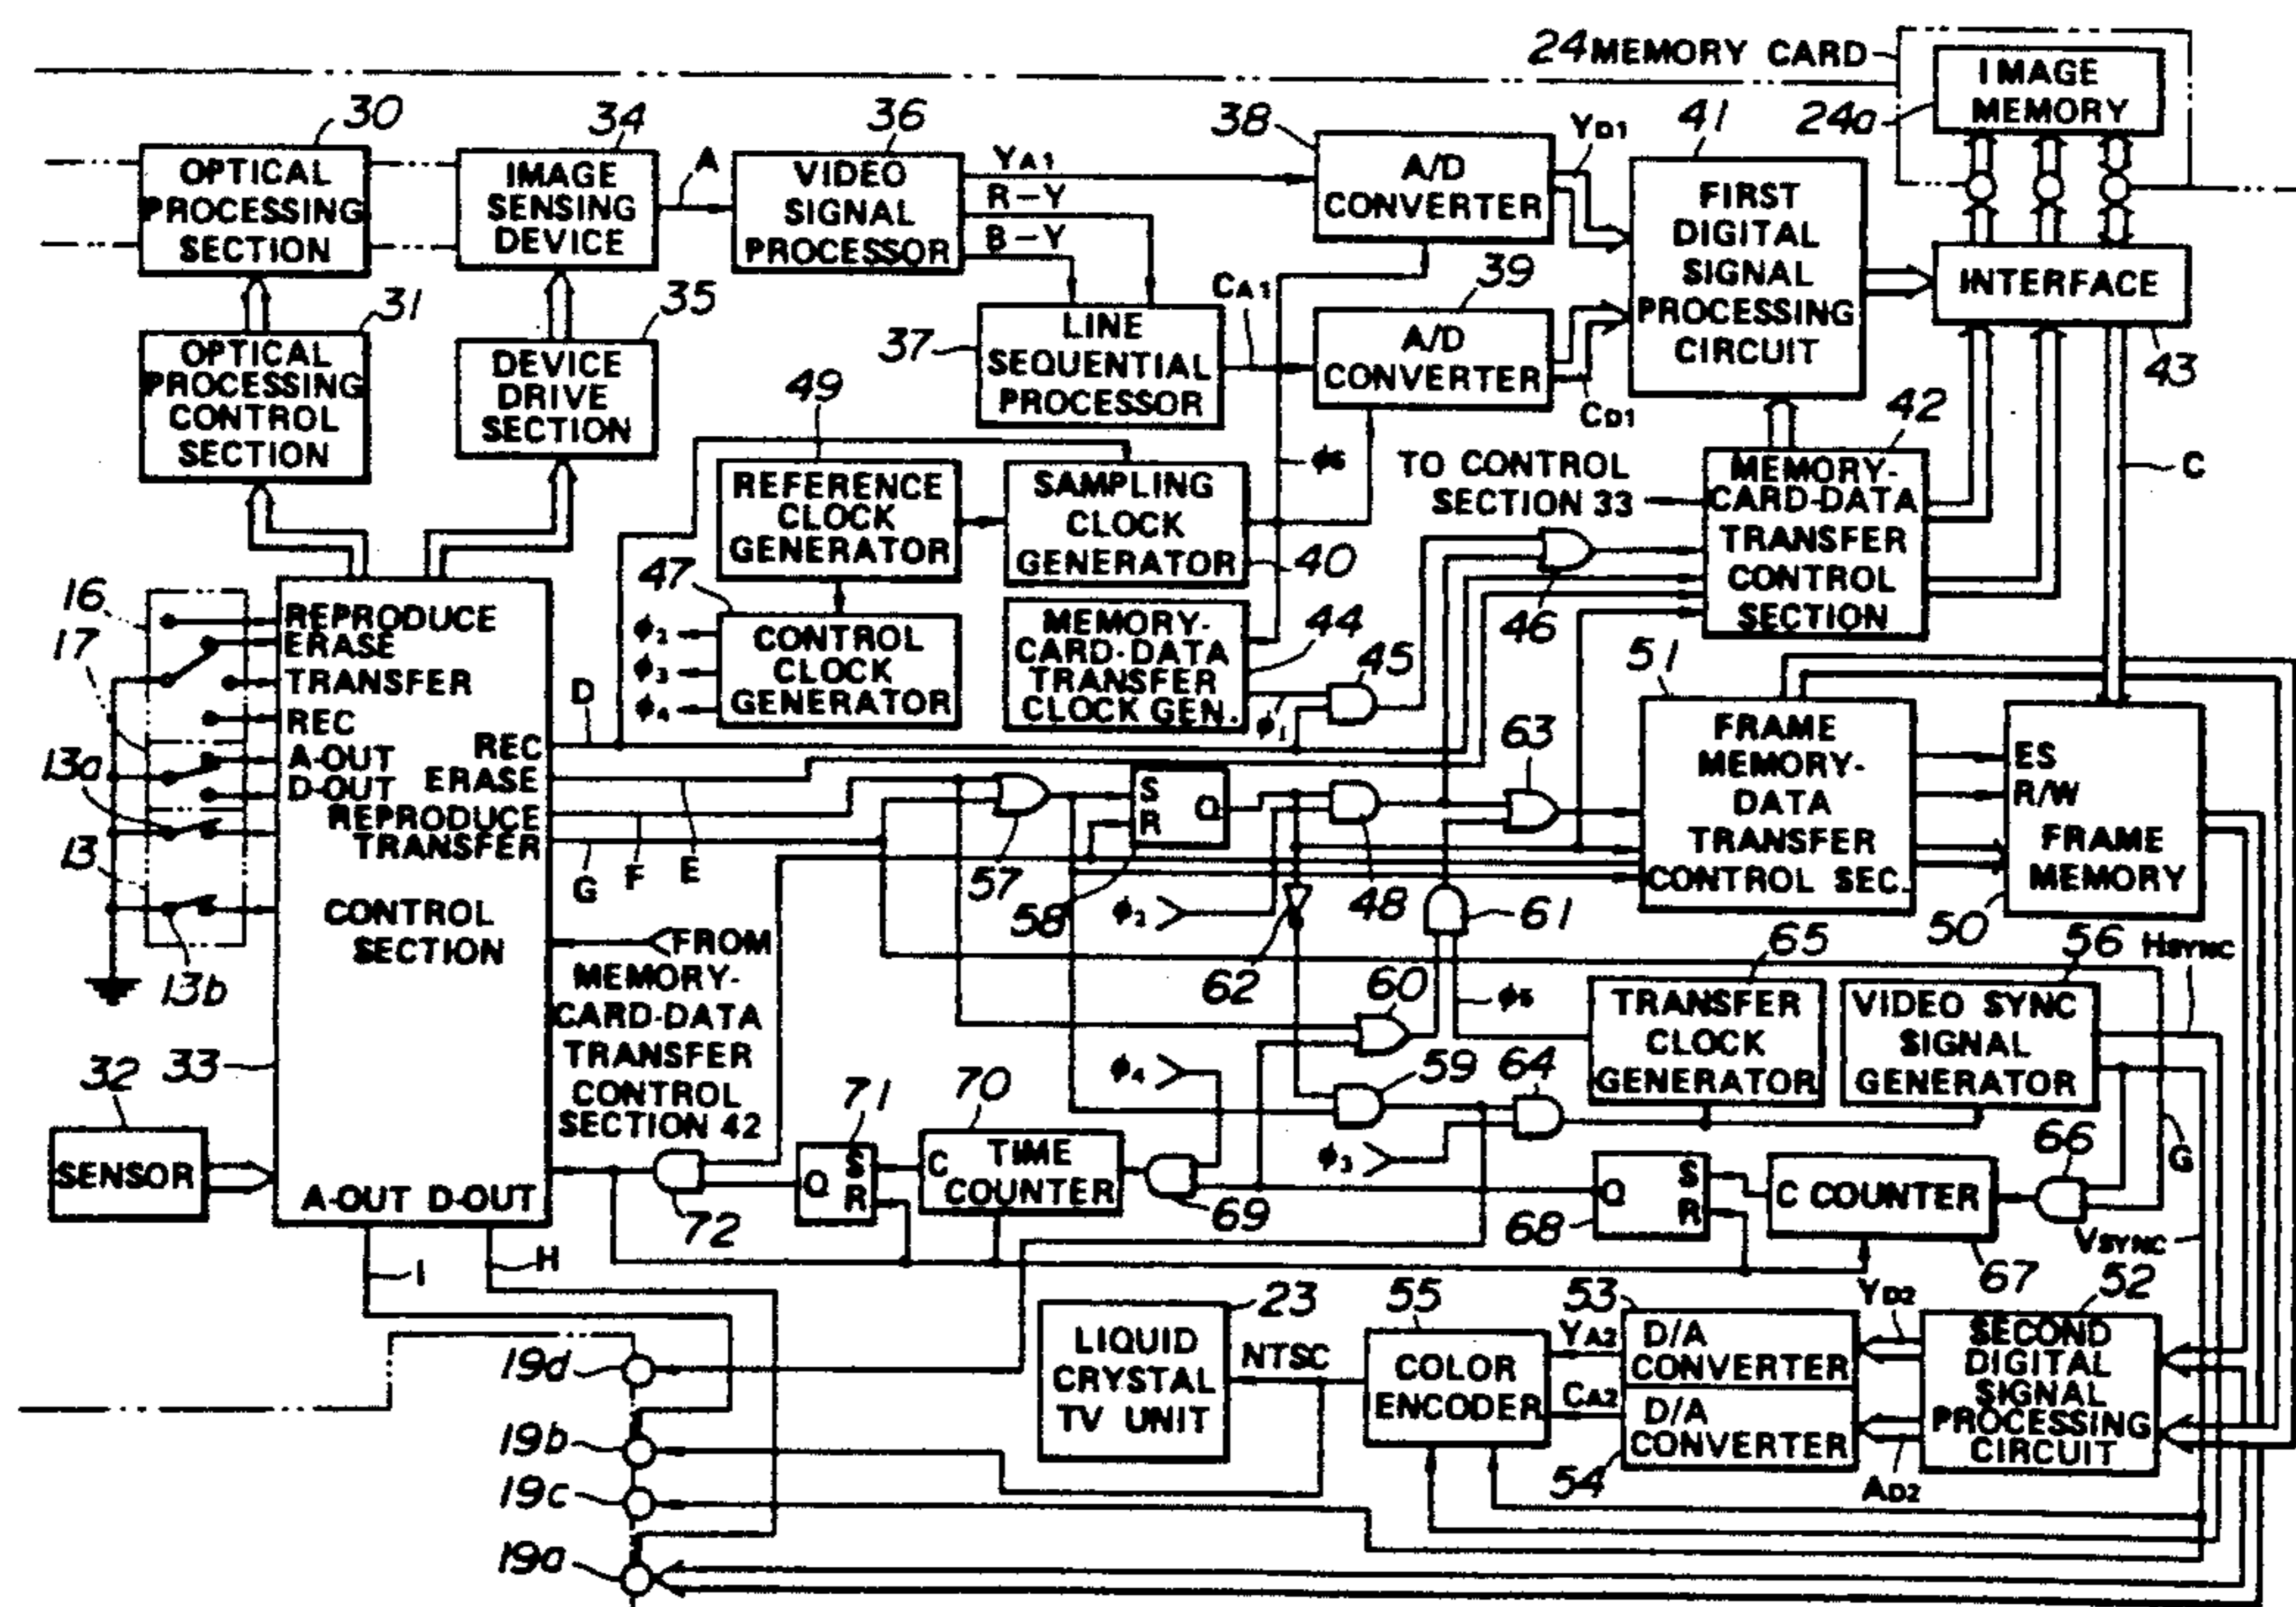 24 MEMORY CARD
IMAGE
MEMORY
24a
30
34
36
38
41
OPTICAL
PROCESSING
SECTION
IMAGE
SENSING
DEVICE
A
VIDEO
SIGNAL
PROCESSOR
YA1
R-Y
B-Y
A/D
CONVERTER
YD1
FIRST
DIGITAL
SIGNAL
PROCESSING
CIRCUIT
INTERFACE
43
31
35
OPTICAL
PROCESSING
CONTROL
SECTION
DEVICE
DRIVE
SECTION
37
LINE
SEQUENTIAL
PROCESSOR
CA1
39
A/D
CONVERTER
CD1
49
REFERENCE
CLOCK
GENERATOR
SAMPLING
CLOCK
GENERATOR
40
TO CONTROL
SECTION 33
42
MEMORY-
CARD-DATA
TRANSFER
CONTROL
SECTION
C
47
CONTROL
CLOCK
GENERATOR
ϕ2
ϕ3
ϕ4
MEMORY-
CARD-DATA
TRANSFER
CLOCK GEN.
44
ϕ1
45
46
16
17
13a
13
13b
REPRODUCE
ERASE
TRANSFER
REC
A-OUT
D-OUT
REC
ERASE
REPRODUCE
TRANSFER
CONTROL
SECTION
A-OUT D-OUT
33
32
SENSOR
D
G
F
E
FROM
MEMORY-
CARD-DATA
TRANSFER
CONTROL
SECTION 42
57
S
R
Q
58
ϕ2
48
62
61
63
51
FRAME
MEMORY-
DATA
TRANSFER
CONTROL SEC.
ES
R/W
FRAME
MEMORY
50
56
HSYNC
65
60
ϕ5
TRANSFER
CLOCK
GENERATOR
VIDEO SYNC
SIGNAL
GENERATOR
ϕ4
59
64
ϕ3
66
G
71
70
S
Q
R
C
TIME
COUNTER
72
69
S
Q
R
68
C COUNTER
67
VSYNC
I
H
23
LIQUID
CRYSTAL
TV UNIT
NTSC
55
COLOR
ENCODER
53
YA2
CA2
D/A
CONVERTER
D/A
CONVERTER
54
YD2
52
SECOND
DIGITAL
SIGNAL
PROCESSING
CIRCUIT
AD2
19d
19b
19c
19a